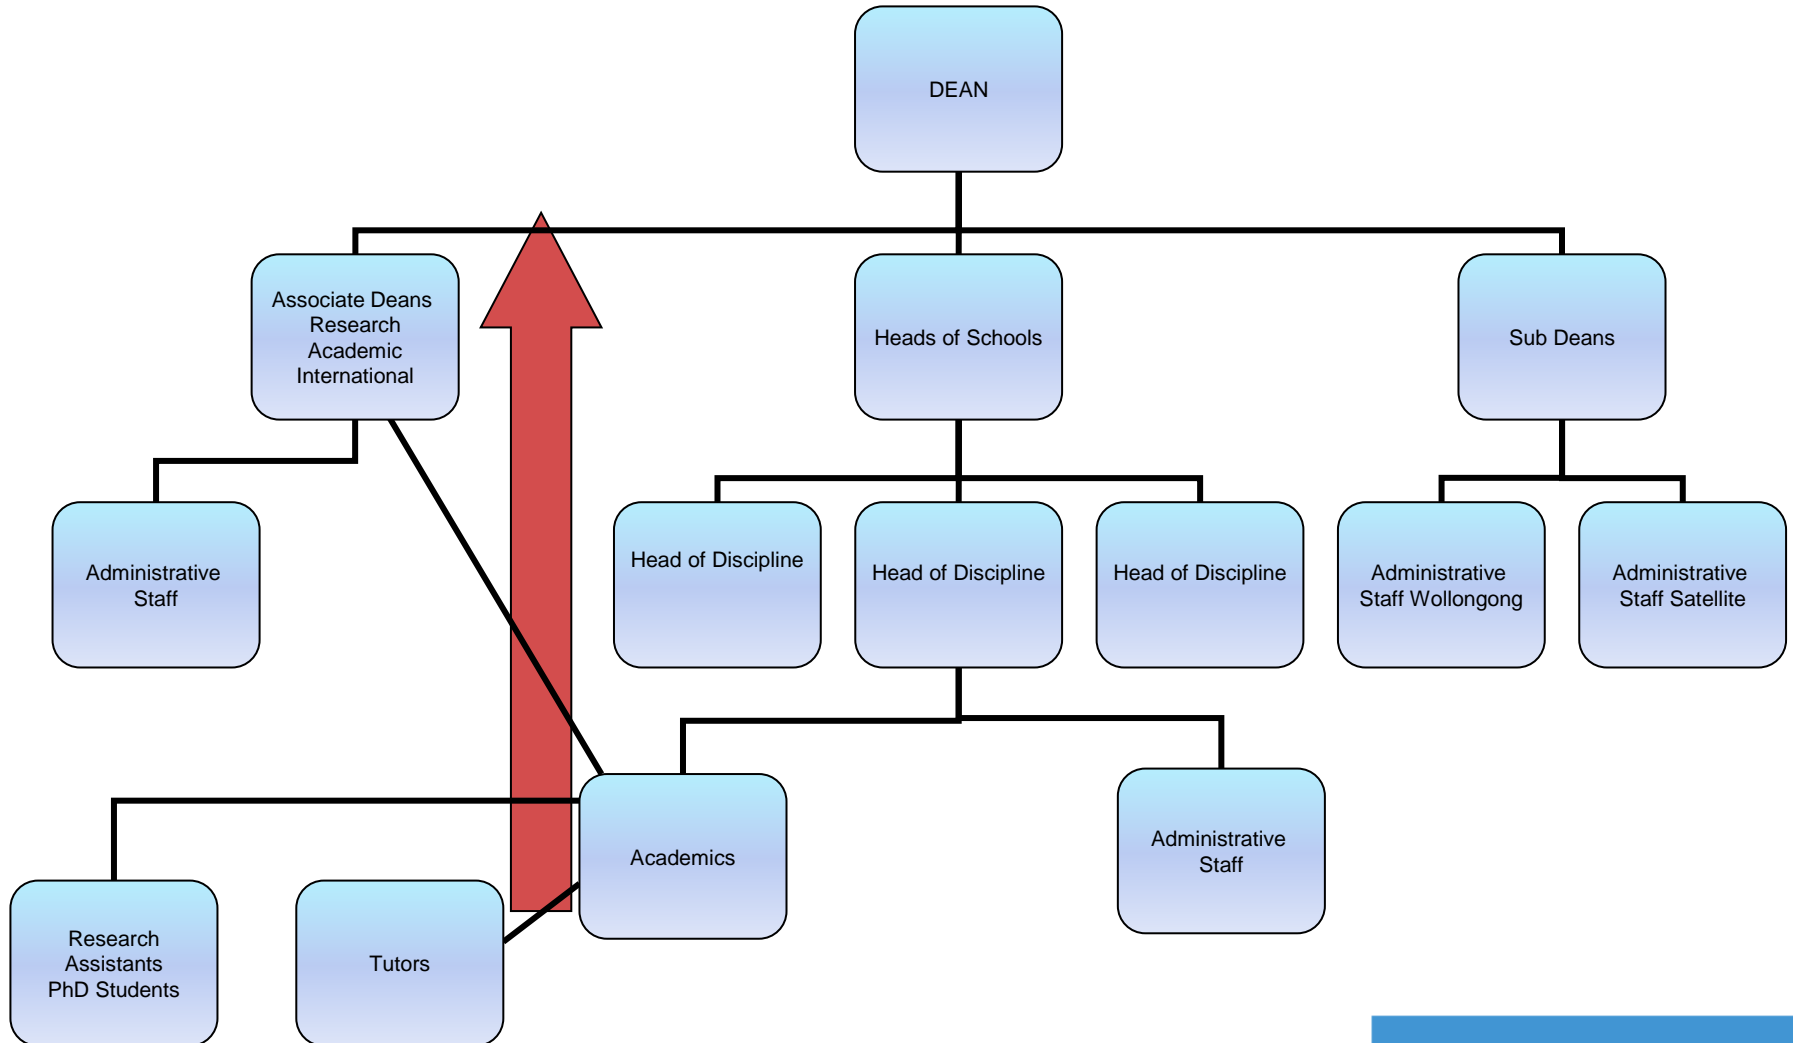 DEAN
Associate Deans
Research
Academic
International
Heads of Schools
Sub Deans
Administrative
Staff
Head of Discipline
Head of Discipline
Head of Discipline
Administrative
Staff Wollongong
Administrative
Staff Satellite
Academics
Administrative
Staff
Research
Assistants
PhD Students
Tutors